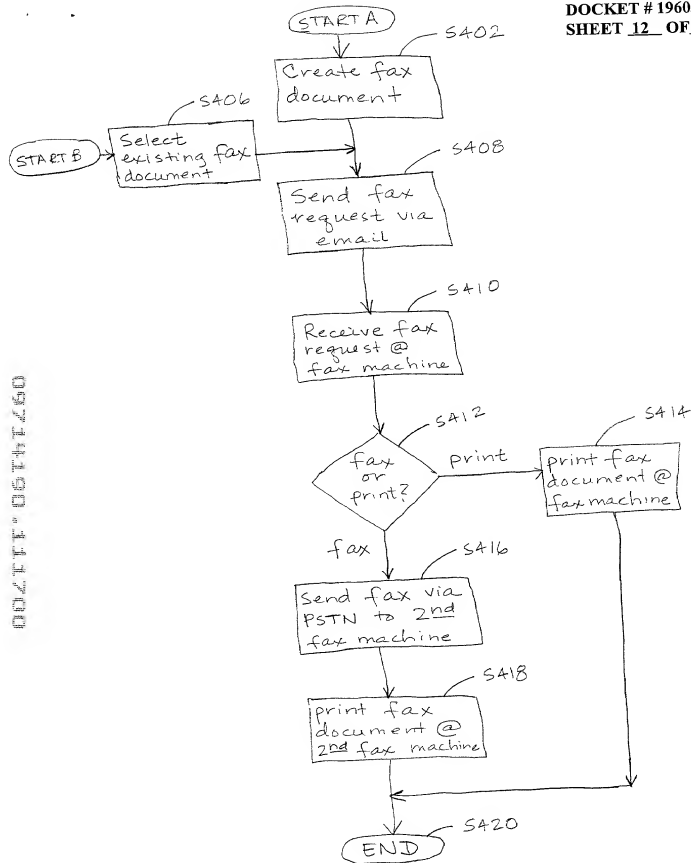 DOCKET # 1960
SHEET 12 OF
START A
S402
Create fax
document
S406
START B
Select
existing fax
document
S408
Send fax
request via
email
S410
Receive fax
request @
fax machine
S412
fax
or
print?
print
S414
print fax
document @
fax machine
fax
S416
Send fax via
PSTN to 2nd
fax machine
S418
print fax
document @
2nd fax machine
S420
END
09714190.111700